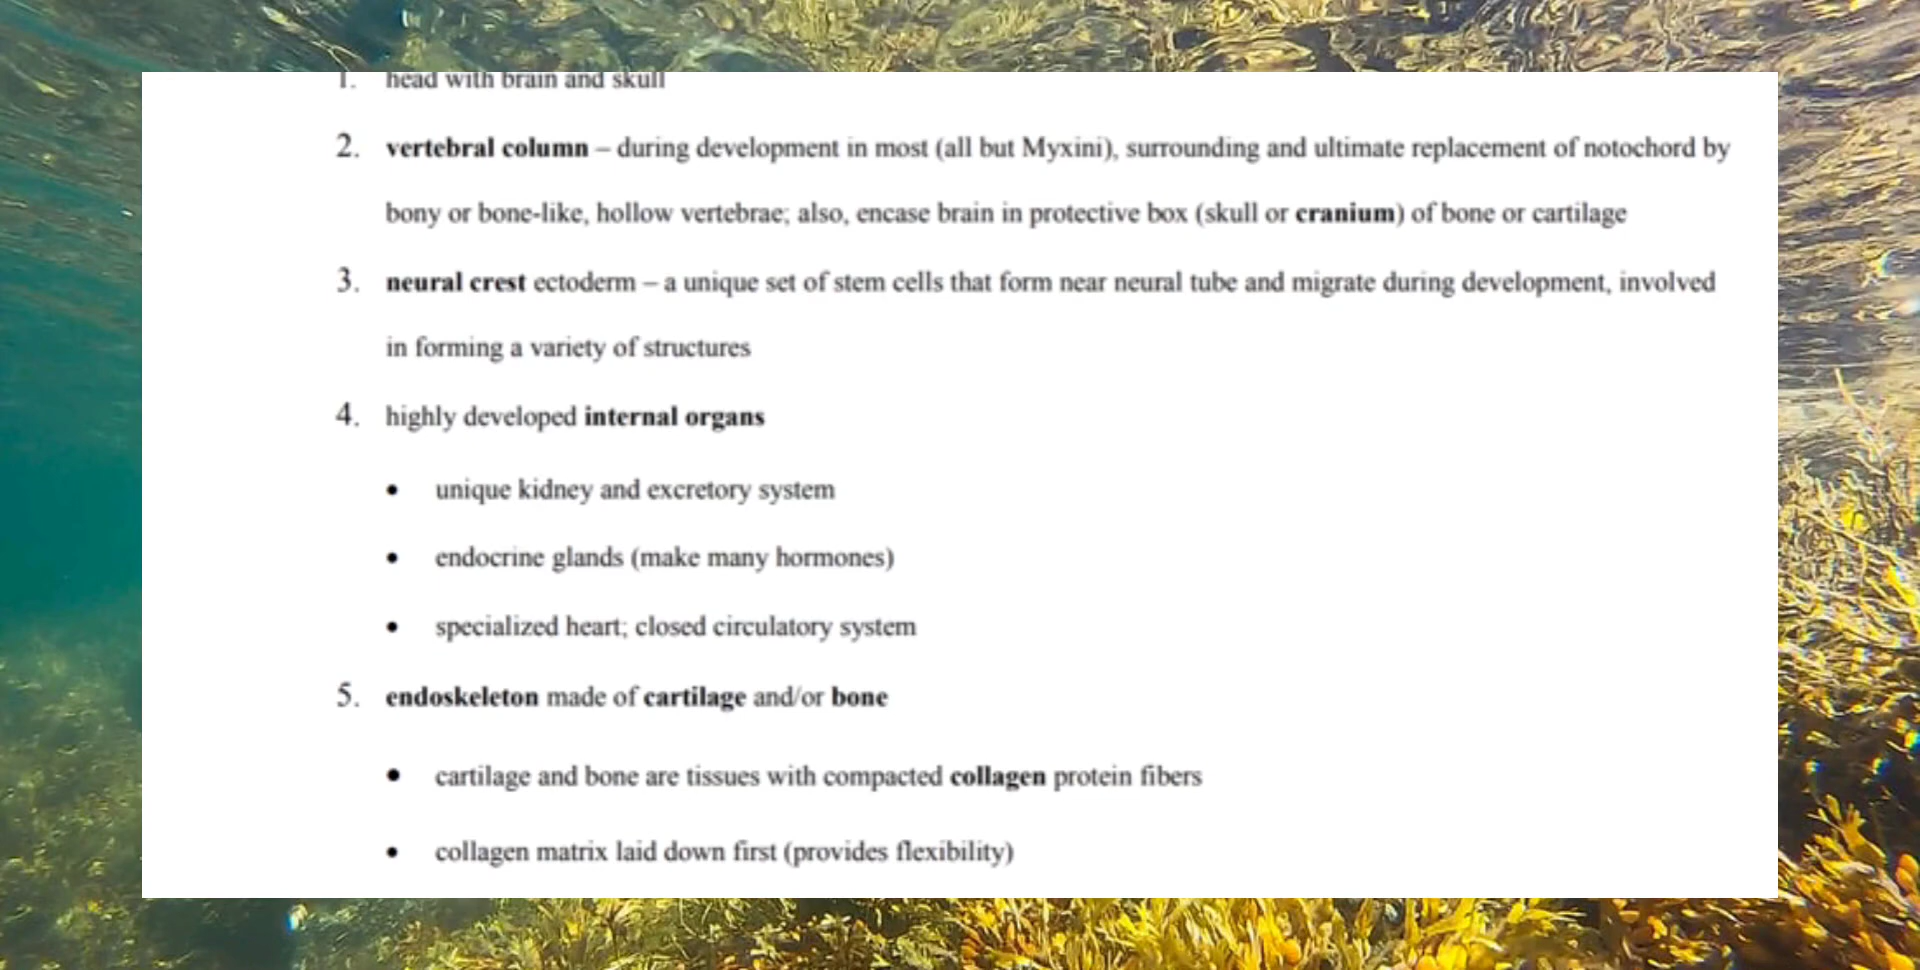 1. head with brain and skull
2. vertebral column – during development in most (all but Myxini), surrounding and ultimate replacement of notochord by
bony or bone-like, hollow vertebrae; also, encase brain in protective box (skull or cranium) of bone or cartilage
3. neural crest ectoderm – a unique set of stem cells that form near neural tube and migrate during development, involved
in forming a variety of structures
4. highly developed internal organs
• unique kidney and excretory system
• endocrine glands (make many hormones)
• specialized heart; closed circulatory system
5. endoskeleton made of cartilage and/or bone
• cartilage and bone are tissues with compacted collagen protein fibers
• collagen matrix laid down first (provides flexibility)